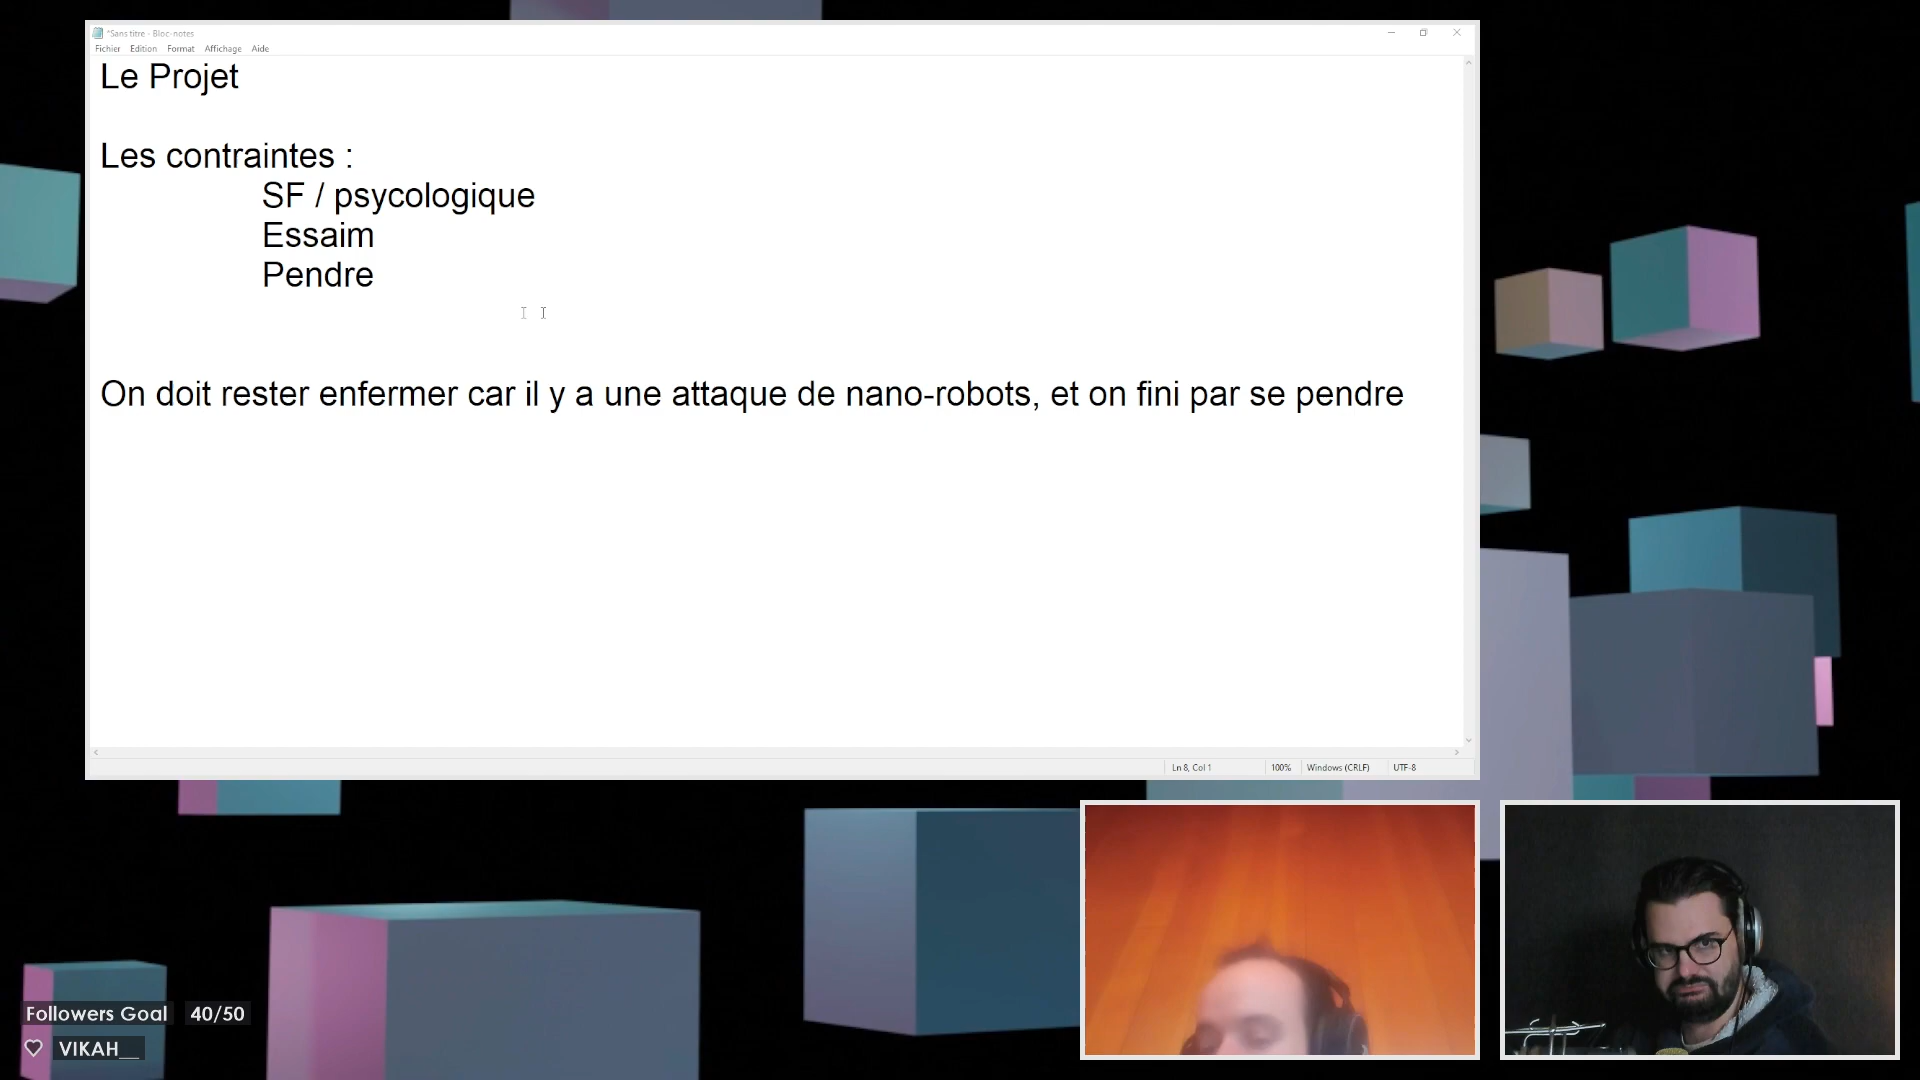 *Sans titre - Bloc-notes
Fichier Edition Format Affichage Aide
Le Projet
Les contraintes :
SF / psycologique
Essaim
Pendre
On doit rester enfermer car il y a une attaque de nano-robots, et on fini par se pendre
Ln 8, Col 1 100% Windows (CRLF) UTF-8
Followers Goal 40/50
VIKAH__